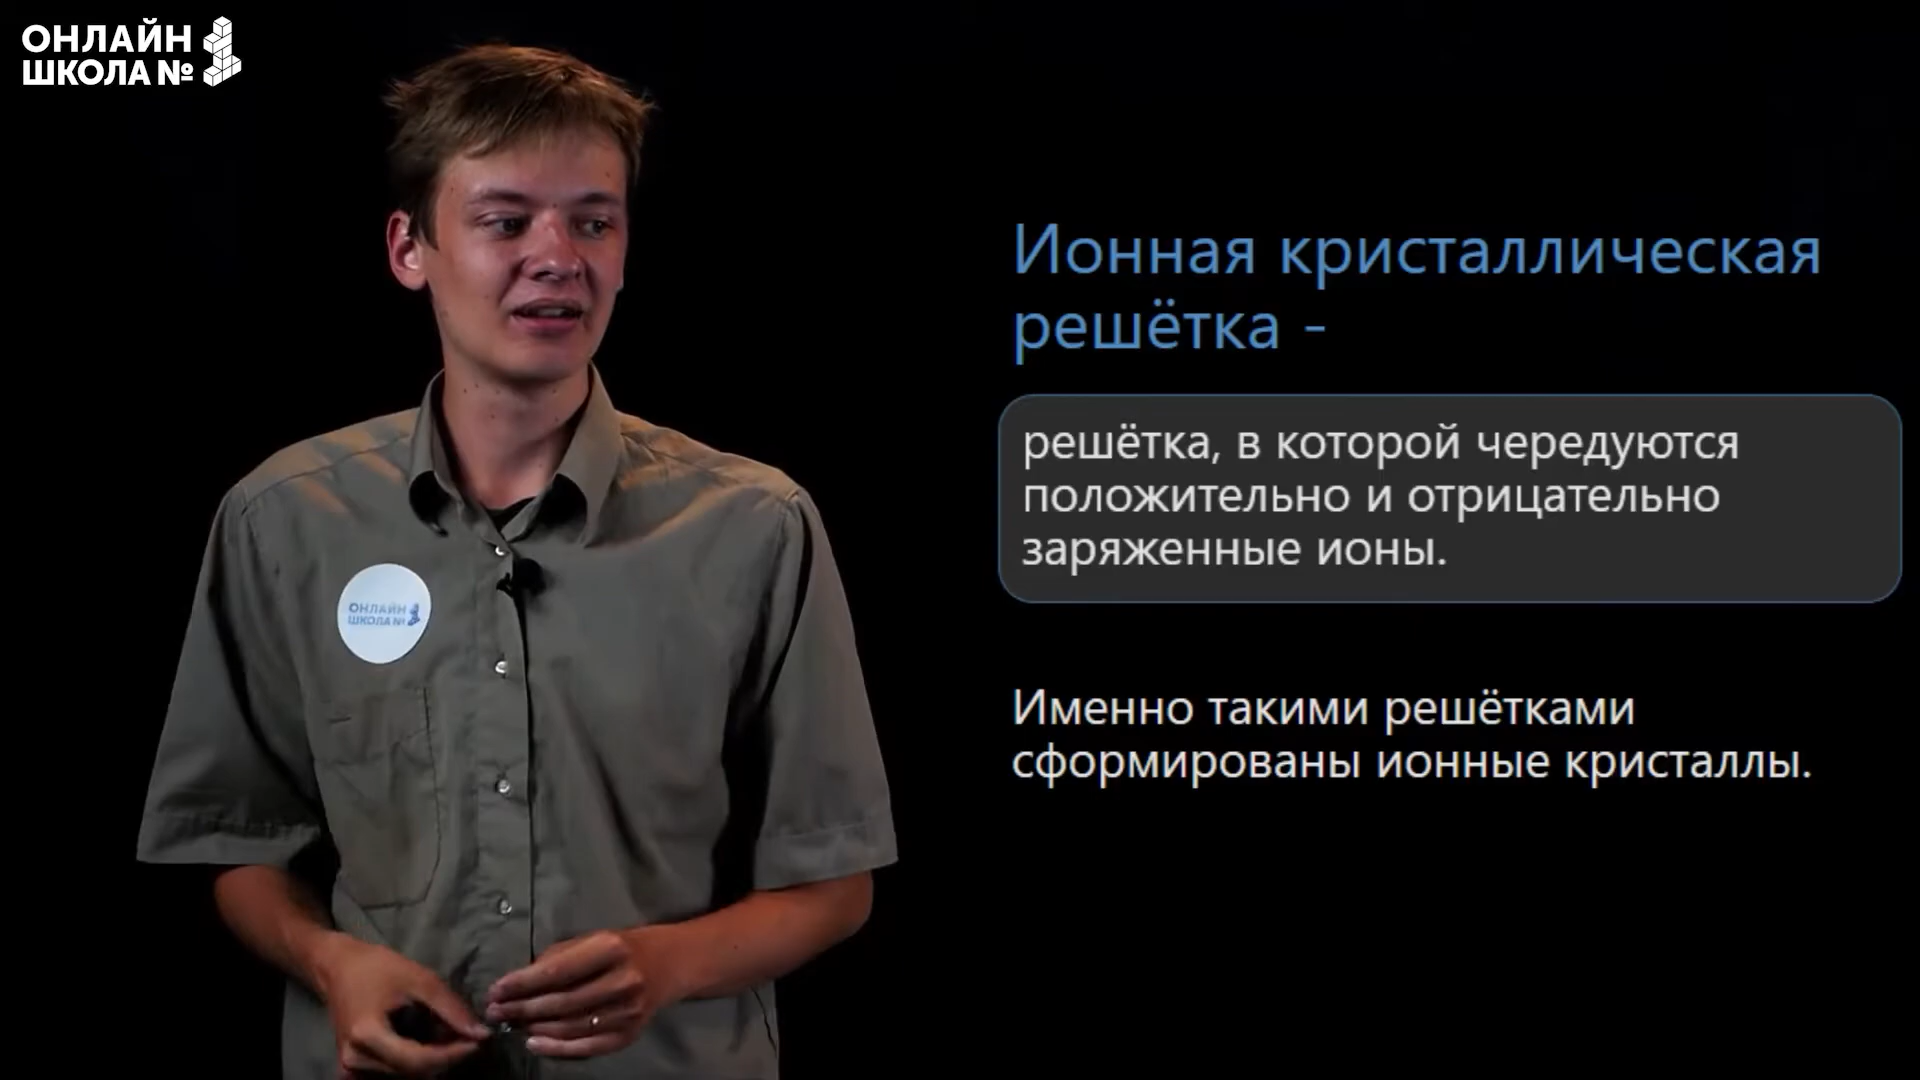 ОНЛАЙН
ШКОЛА №
Ионная кристаллическая
решётка -
решётка, в которой чередуются
положительно и отрицательно
заряженные ионы.
Именно такими решётками
сформированы ионные кристаллы.
ОНЛАЙН
ШКОЛА №